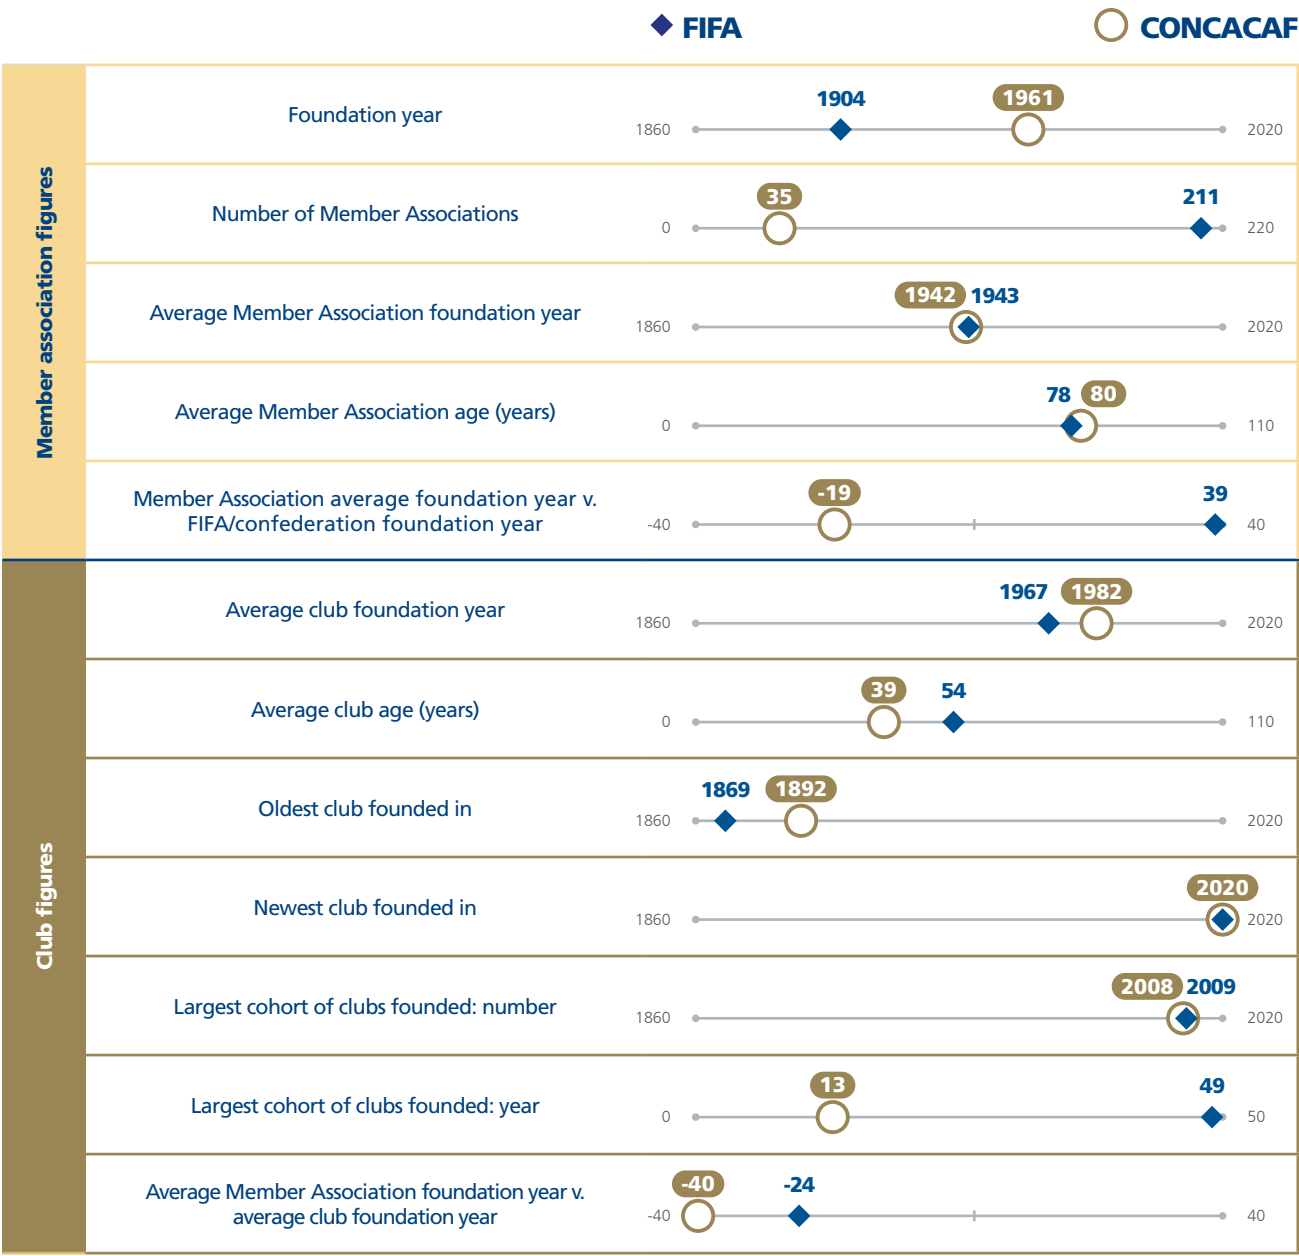 FIFA
CONCACAF
Member association figures
Foundation year
1904
1961
1860
2020
Number of Member Associations
35
211
0
220
Average Member Association foundation year
1942
1943
1860
2020
Average Member Association age (years)
78
80
0
110
Member Association average foundation year v.
FIFA/confederation foundation year
-19
39
-40
40
Club figures
Average club foundation year
1967
1982
1860
2020
Average club age (years)
39
54
0
110
Oldest club founded in
1869
1892
1860
2020
Newest club founded in
2020
1860
2020
Largest cohort of clubs founded: number
2008
2009
1860
2020
Largest cohort of clubs founded: year
13
49
0
50
Average Member Association foundation year v.
average club foundation year
-40
-24
-40
40